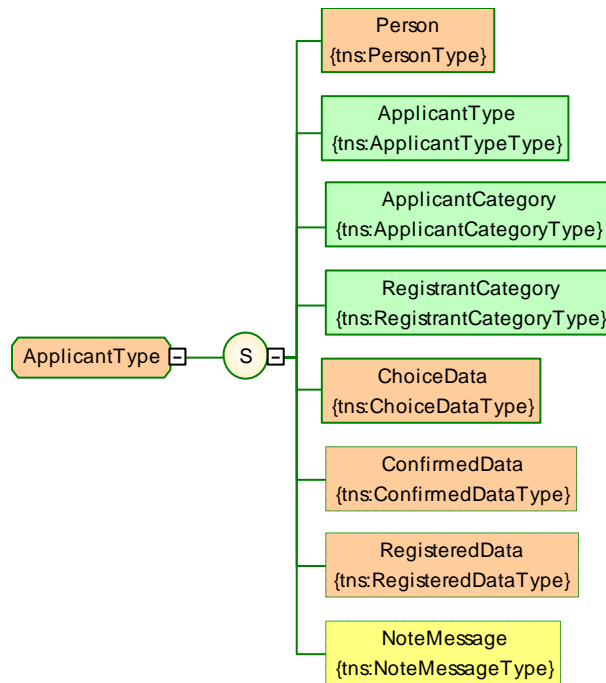 Person
{tns:PersonType}
ApplicantType
{tns:ApplicantTypeType}
ApplicantCategory
{tns:ApplicantCategoryType}
RegistrantCategory
{tns:RegistrantCategoryType}
ApplicantType
S
ChoiceData
{tns:ChoiceDataType}
ConfirmedData
{tns:ConfirmedDataType}
RegisteredData
{tns:RegisteredDataType}
NoteMessage
{tns:NoteMessageType}